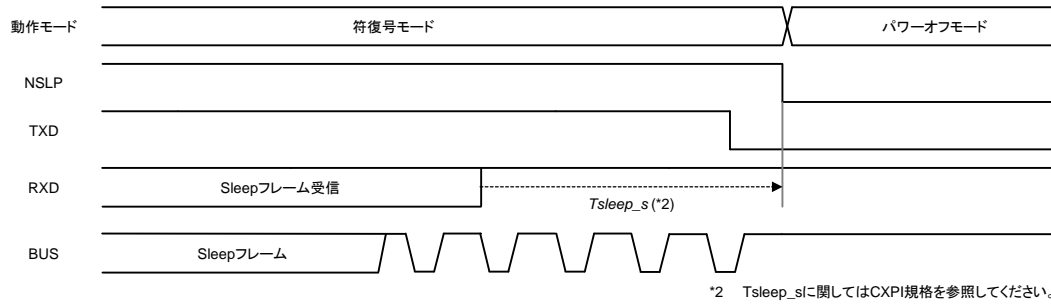 動作モード
符復号モード
パワーオフモード
NSLP
TXD
RXD
Sleepフレーム受信
Tsleep_s (*2)
BUS
Sleepフレーム
*2 Tsleep_sに関してはCXPI規格を参照してください。